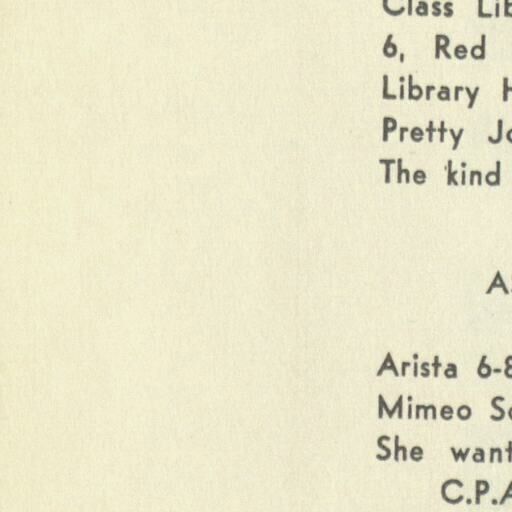 Class Lib
6, Red
Library H
Pretty Jo
The kind
A
Arista 6-8
Mimeo Sc
She want
C.P.A